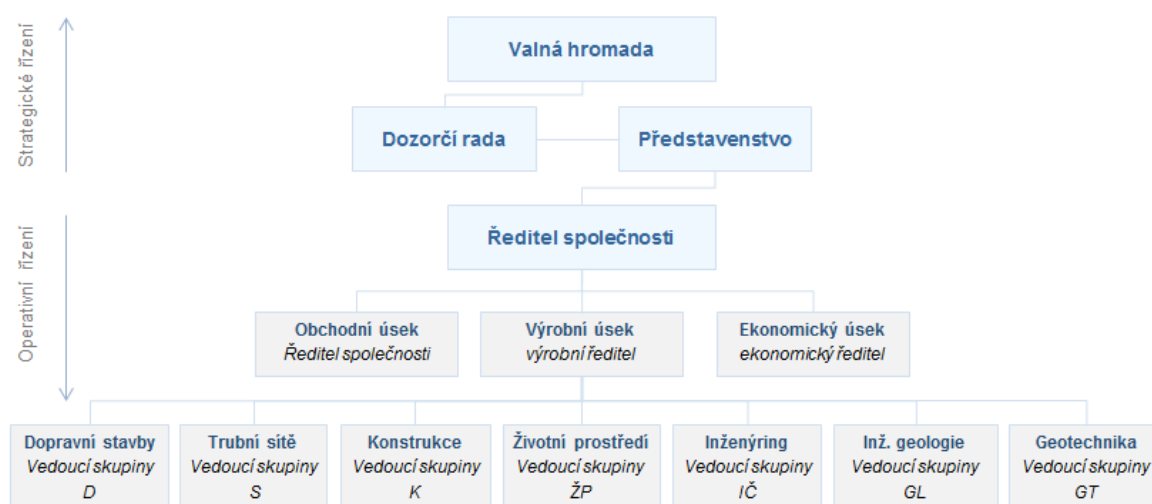 Strategické řízení
Valná hromada
Dozorčí rada
Představenstvo
Operativní řízení
Ředitel společnosti
Obchodní úsek
Ředitel společnosti
Výrobní úsek
výrobní ředitel
Ekonomický úsek
ekonomický ředitel
Dopravní stavby
Vedoucí skupiny
D
Trubní sítě
Vedoucí skupiny
S
Konstrukce
Vedoucí skupiny
K
Životní prostředí
Vedoucí skupiny
ŽP
Inženýring
Vedoucí skupiny
IČ
Inž. geologie
Vedoucí skupiny
GL
Geotechnika
Vedoucí skupiny
GT